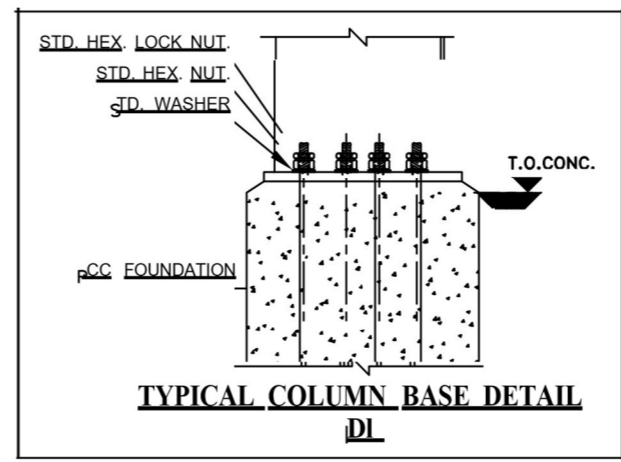 STD. HEX. LOCK NUT.
STD. HEX. NUT.
STD. WASHER
T.O.CONC.
PCC FOUNDATION
TYPICAL COLUMN BASE DETAIL
D1